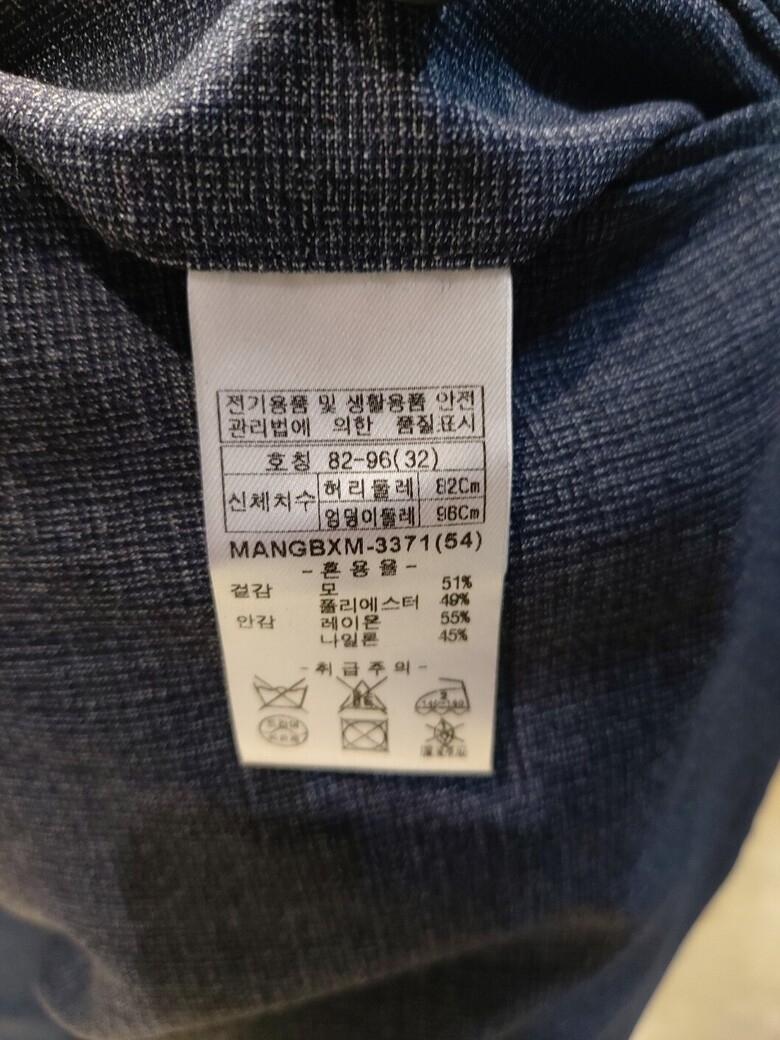 전기용품 및 생활용품 안전
관리법에 의한 품질표시
호칭 82-96(32)
신체치수 허리둘레 82Cm
엉덩이둘레 96Cm
MANGBXM-3371(54)
-혼용율-
겉감 모 51%
폴리에스터 49%
안감 레이온 55%
나일론 45%
-취급주의-